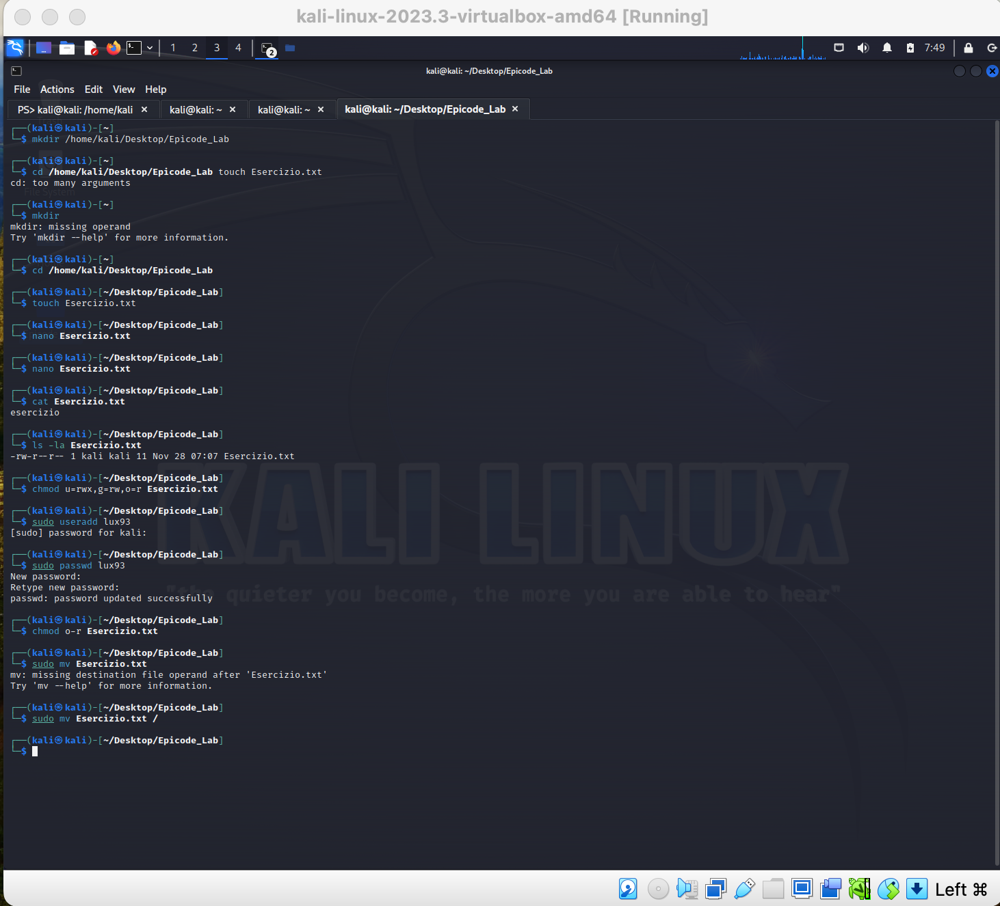 kali-linux-2023.3-virtualbox-amd64 [Running]
1 2 3 4 2 7:49
kali@kali: ~/Desktop/Epicode_Lab
File Actions Edit View Help
PS> kali@kali: /home/kali × kali@kali: ~ × kali@kali: ~ × kali@kali: ~/Desktop/Epicode_Lab ×
┌──(kali㉿kali)-[~]
└─$ mkdir /home/kali/Desktop/Epicode_Lab
┌──(kali㉿kali)-[~]
└─$ cd /home/kali/Desktop/Epicode_Lab touch Esercizio.txt
cd: too many arguments
File System
┌──(kali㉿kali)-[~]
└─$ mkdir
mkdir: missing operand
Try 'mkdir --help' for more information.
┌──(kali㉿kali)-[~]
└─$ cd /home/kali/Desktop/Epicode_Lab
┌──(kali㉿kali)-[~/Desktop/Epicode_Lab]
└─$ touch Esercizio.txt
┌──(kali㉿kali)-[~/Desktop/Epicode_Lab]
└─$ nano Esercizio.txt
┌──(kali㉿kali)-[~/Desktop/Epicode_Lab]
└─$ nano Esercizio.txt
┌──(kali㉿kali)-[~/Desktop/Epicode_Lab]
└─$ cat Esercizio.txt
esercizio
┌──(kali㉿kali)-[~/Desktop/Epicode_Lab]
└─$ ls -la Esercizio.txt
-rw-r--r-- 1 kali kali 11 Nov 28 07:07 Esercizio.txt
┌──(kali㉿kali)-[~/Desktop/Epicode_Lab]
└─$ chmod u=rwx,g=rw,o=r Esercizio.txt
┌──(kali㉿kali)-[~/Desktop/Epicode_Lab]
└─$ sudo useradd lux93
[sudo] password for kali:
KALI LINUX
┌──(kali㉿kali)-[~/Desktop/Epicode_Lab]
└─$ sudo passwd lux93
New password:
Retype new password:
passwd: password updated successfully
"the quieter you become, the more you are able to hear"
┌──(kali㉿kali)-[~/Desktop/Epicode_Lab]
└─$ chmod o-r Esercizio.txt
┌──(kali㉿kali)-[~/Desktop/Epicode_Lab]
└─$ sudo mv Esercizio.txt
mv: missing destination file operand after 'Esercizio.txt'
Try 'mv --help' for more information.
┌──(kali㉿kali)-[~/Desktop/Epicode_Lab]
└─$ sudo mv Esercizio.txt /
┌──(kali㉿kali)-[~/Desktop/Epicode_Lab]
└─$
Left ⌘